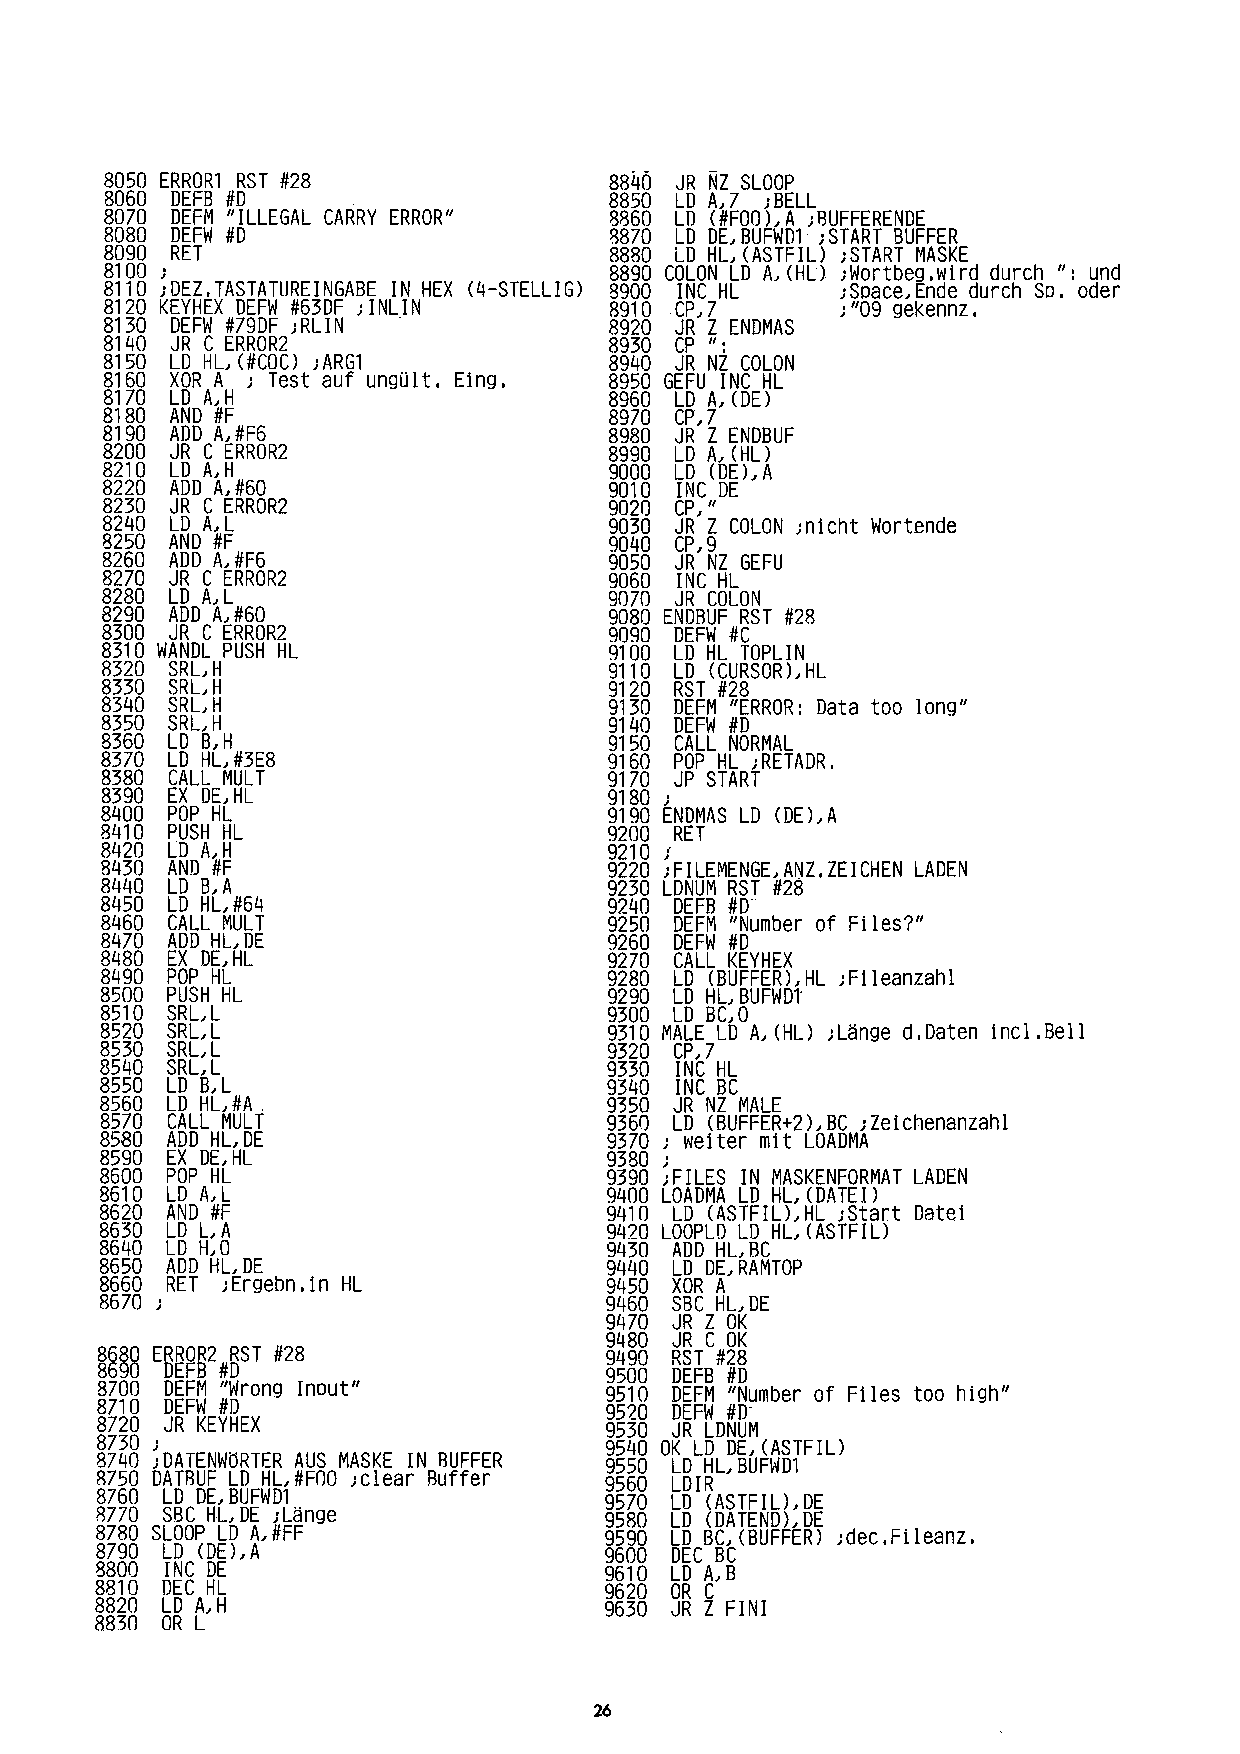 8050 ERROR1 RST #28
8060  DEFB #D
8070  DEFM "ILLEGAL CARRY ERROR"
8080  DEFW #D
8090  RET
8100 ;
8110 ;DEZ.TASTATUREINGABE IN HEX (4-STELLIG)
8120 KEYHEX DEFW #63DF ;INLIN
8130  DEFW #79DF ;RLIN
8140  JR C ERROR2
8150  LD HL,(#C0C) ;ARG1
8160  XOR A  ; Test auf ungült. Eing.
8170  LD A,H
8180  AND #F
8190  ADD A,#F6
8200  JR C ERROR2
8210  LD A,H
8220  ADD A,#60
8230  JR C ERROR2
8240  LD A,L
8250  AND #F
8260  ADD A,#F6
8270  JR C ERROR2
8280  LD A,L
8290  ADD A,#60
8300  JR C ERROR2
8310 WANDL PUSH HL
8320  SRL,H
8330  SRL,H
8340  SRL,H
8350  SRL,H
8360  LD B,H
8370  LD HL,#3E8
8380  CALL MULT
8390  EX DE,HL
8400  POP HL
8410  PUSH HL
8420  LD A,H
8430  AND #F
8440  LD B,A
8450  LD HL,#64
8460  CALL MULT
8470  ADD HL,DE
8480  EX DE,HL
8490  POP HL
8500  PUSH HL
8510  SRL,L
8520  SRL,L
8530  SRL,L
8540  SRL,L
8550  LD B,L
8560  LD HL,#A
8570  CALL MULT
8580  ADD HL,DE
8590  EX DE,HL
8600  POP HL
8610  LD A,L
8620  AND #F
8630  LD L,A
8640  LD H,0
8650  ADD HL,DE
8660  RET  ;Ergebn.in HL
8670 ;
8680 ERROR2 RST #28
8690  DEFB #D
8700  DEFM "Wrong Inout"
8710  DEFW #D
8720  JR KEYHEX
8730 ;
8740 ;DATENWÖRTER AUS MASKE IN BUFFER
8750 DATBUF LD HL,#F00 ;clear Buffer
8760  LD DE,BUFWD1
8770  SBC HL,DE ;Länge
8780 SLOOP LD A,#FF
8790  LD (DE),A
8800  INC DE
8810  DEC HL
8820  LD A,H
8830  OR L
8840  JR NZ SLOOP
8850  LD A,7  ;BELL
8860  LD (#F00),A ;BUFFERENDE
8870  LD DE,BUFWD1 ;START BUFFER
8880  LD HL,(ASTFIL) ;START MASKE
8890 COLON LD A,(HL) ;Wortbeg.wird durch ": und
8900  INC HL         ;Space,Ende durch Sp. oder
8910  CP,7           ;"09 gekennz.
8920  JR Z ENDMAS
8930  CP ":
8940  JR NZ COLON
8950 GEFU INC HL
8960  LD A,(DE)
8970  CP,7
8980  JR Z ENDBUF
8990  LD A,(HL)
9000  LD (DE),A
9010  INC DE
9020  CP,"
9030  JR Z COLON ;nicht Wortende
9040  CP,9
9050  JR NZ GEFU
9060  INC HL
9070  JR COLON
9080 ENDBUF RST #28
9090  DEFW #C
9100  LD HL TOPLIN
9110  LD (CURSOR),HL
9120  RST #28
9130  DEFM "ERROR: Data too long"
9140  DEFW #D
9150  CALL NORMAL
9160  POP HL ;RETADR.
9170  JP START
9180 ;
9190 ENDMAS LD (DE),A
9200  RET
9210 ;
9220 ;FILEMENGE,ANZ.ZEICHEN LADEN
9230 LDNUM RST #28
9240  DEFB #D
9250  DEFM "Number of Files?"
9260  DEFW #D
9270  CALL KEYHEX
9280  LD (BUFFER),HL ;Fileanzahl
9290  LD HL,BUFWD1
9300  LD BC,0
9310 MALE LD A,(HL) ;Länge d.Daten incl.Bell
9320  CP,7
9330  INC HL
9340  INC BC
9350  JR NZ MALE
9360  LD (BUFFER+2),BC ;Zeichenanzahl
9370 ; weiter mit LOADMA
9380 ;
9390 ;FILES IN MASKENFORMAT LADEN
9400 LOADMA LD HL,(DATEI)
9410  LD (ASTFIL),HL ;Start Datei
9420 LOOPLD LD HL,(ASTFIL)
9430  ADD HL,BC
9440  LD DE,RAMTOP
9450  XOR A
9460  SBC HL,DE
9470  JR Z OK
9480  JR C OK
9490  RST #28
9500  DEFB #D
9510  DEFM "Number of Files too high"
9520  DEFW #D
9530  JR LDNUM
9540 OK LD DE,(ASTFIL)
9550  LD HL,BUFWD1
9560  LDIR
9570  LD (ASTFIL),DE
9580  LD (DATEND),DE
9590  LD BC,(BUFFER) ;dec.Fileanz.
9600  DEC BC
9610  LD A,B
9620  OR C
9630  JR Z FINI
26